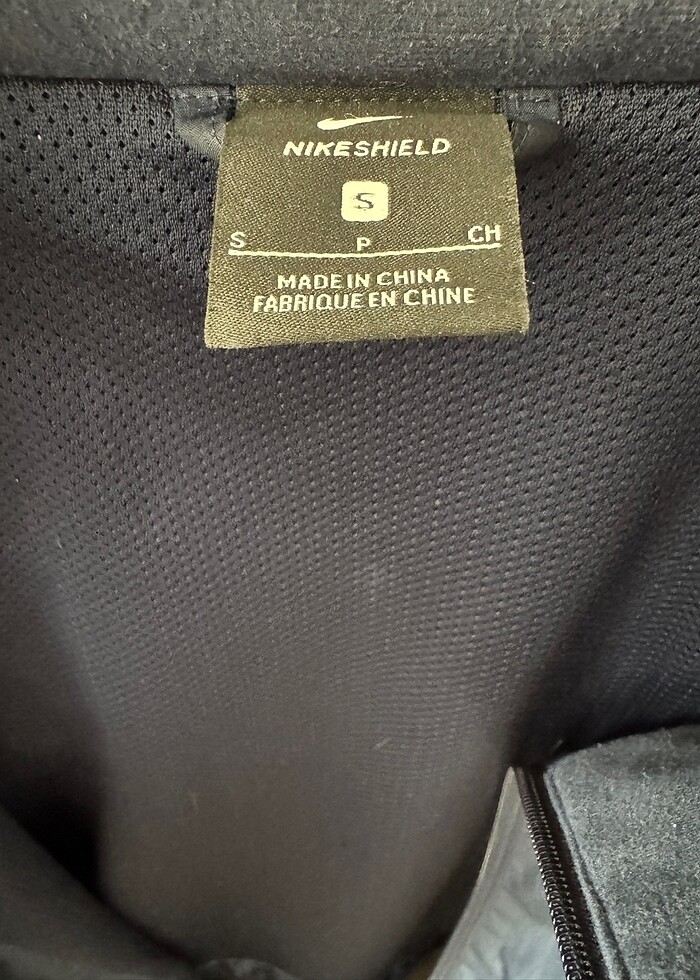 NIKESHIELD
S
S P CH
MADE IN CHINA
FABRIQUE EN CHINE